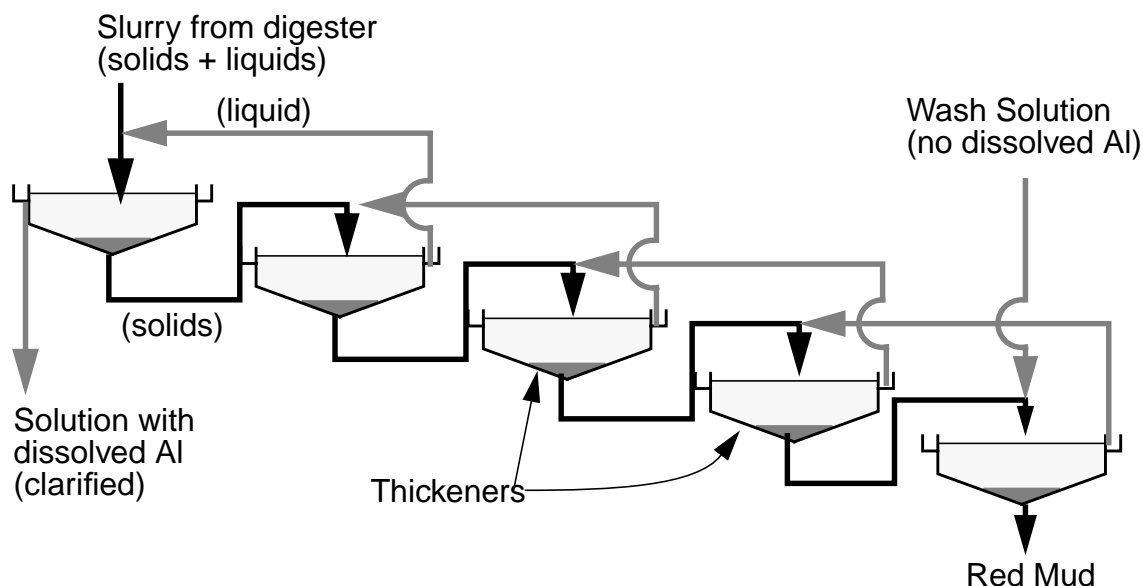 Slurry from digester
(solids + liquids)
(liquid)
Wash Solution
(no dissolved Al)
(solids)
Solution with
dissolved Al
(clarified)
Thickeners
Red Mud